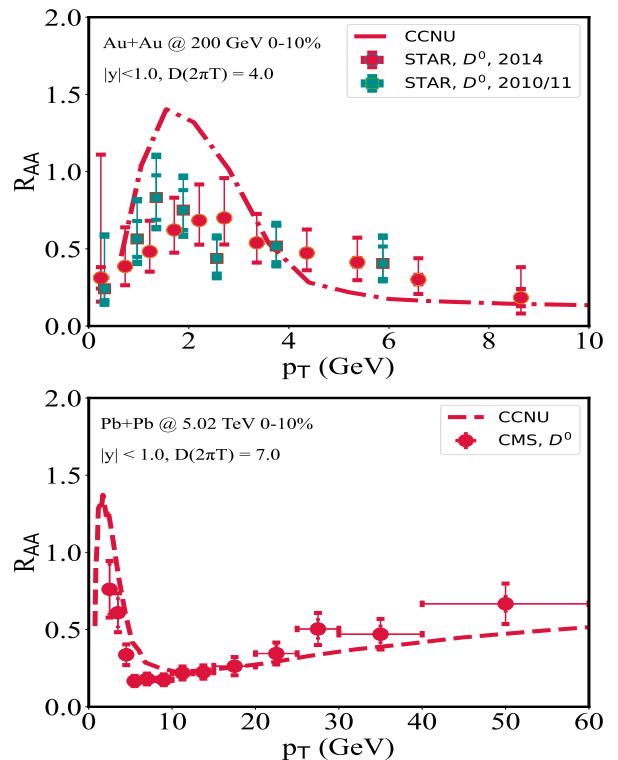 Au+Au @ 200 GeV 0-10%
|y|<1.0, D(2πT) = 4.0
CCNU
STAR, D⁰, 2014
STAR, D⁰, 2010/11
2.0
1.5
1.0
0.5
0.0
R_AA
0 2 4 6 8 10
p_T (GeV)
Pb+Pb @ 5.02 TeV 0-10%
|y| < 1.0, D(2πT) = 7.0
CCNU
CMS, D⁰
2.0
1.5
1.0
0.5
0.0
R_AA
0 10 20 30 40 50 60
p_T (GeV)